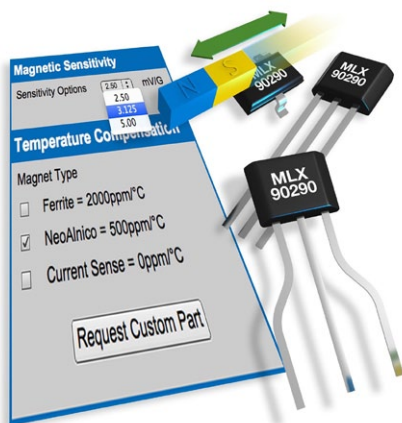 Magnetic Sensitivity
Sensitivity Options 2.50 mV/G
2.50
3.125
5.00
Temperature Compensation
Magnet Type
Ferrite = 2000ppm/°C
NeoAlnico = 500ppm/°C
Current Sense = 0ppm/°C
Request Custom Part
N S
MLX
90290
MLX
90290
MLX
90290